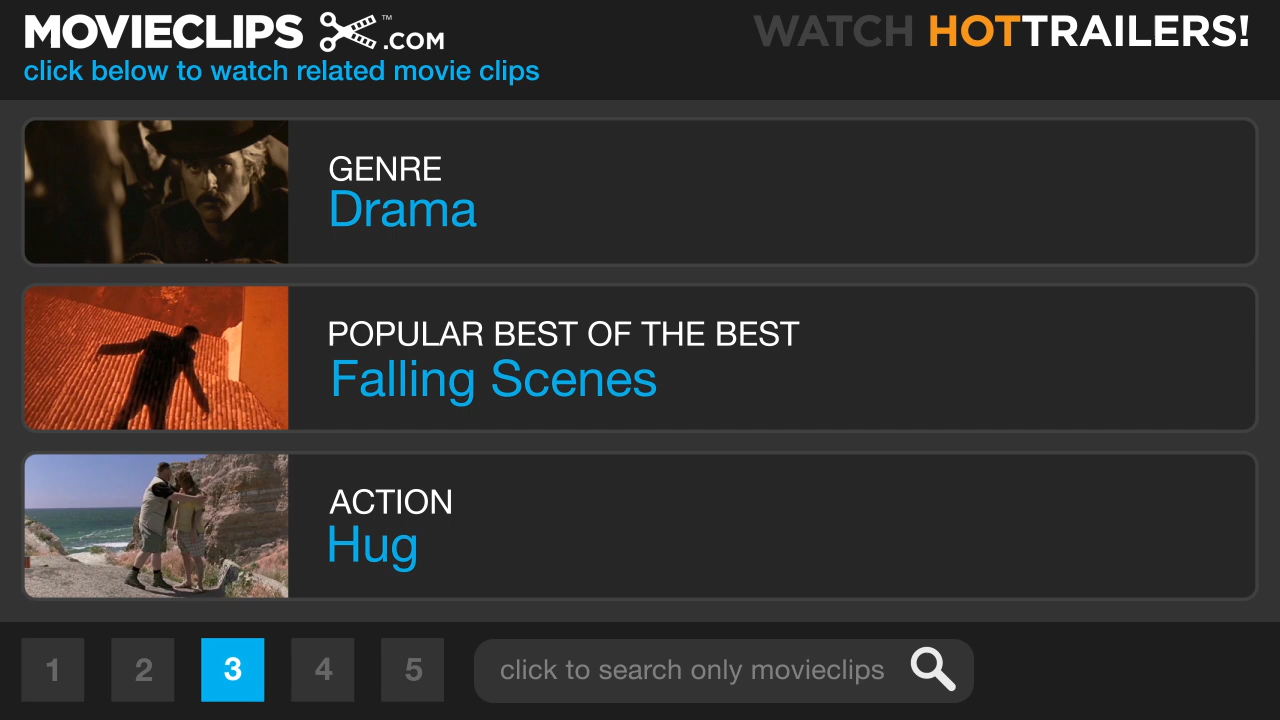 MOVIECLIPS ™ .COM
WATCH HOTTRAILERS!
click below to watch related movie clips
GENRE
Drama
POPULAR BEST OF THE BEST
Falling Scenes
ACTION
Hug
1 2 3 4 5
click to search only movieclips